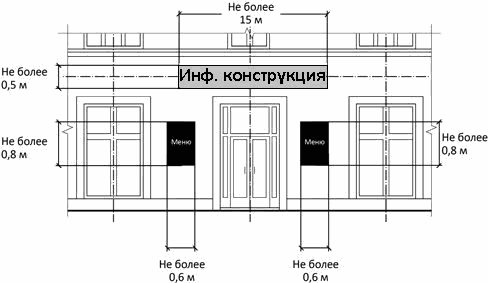 Не более
15 м
Не более
0,5 м
Инф. конструкция
Не более
0,8 м
Меню
Меню
Не более
0,8 м
Не более
0,6 м
Не более
0,6 м